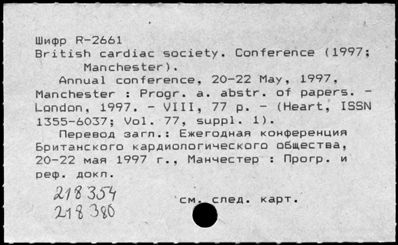 Шифр R-2661
British cardiac society. Conference (1997;
Manchester).
Annual conference, 20-22 May, 1997,
Manchester : Progr. a. abstr. of papers. -
London, 1997. - VIII, 77 p. - (Heart, ISSN
1355-6037; Vol. 77, suppl. 1).
Перевод загл.: Ежегодная конференция
Британского кардиологического общества,
20-22 мая 1997 г., Манчестер : Прогр. и
реф. докл.
218354
см. след. карт.
218380